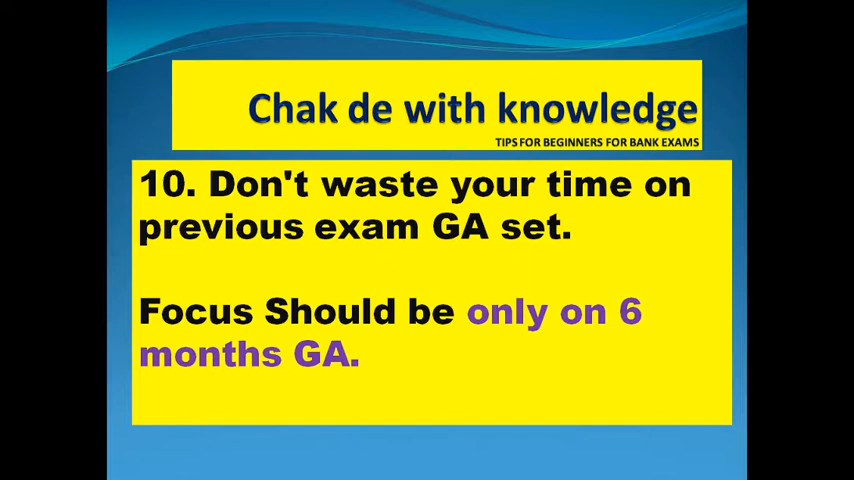 Chak de with knowledge
TIPS FOR BEGINNERS FOR BANK EXAMS
10. Don't waste your time on
previous exam GA set.
Focus Should be only on 6
months GA.